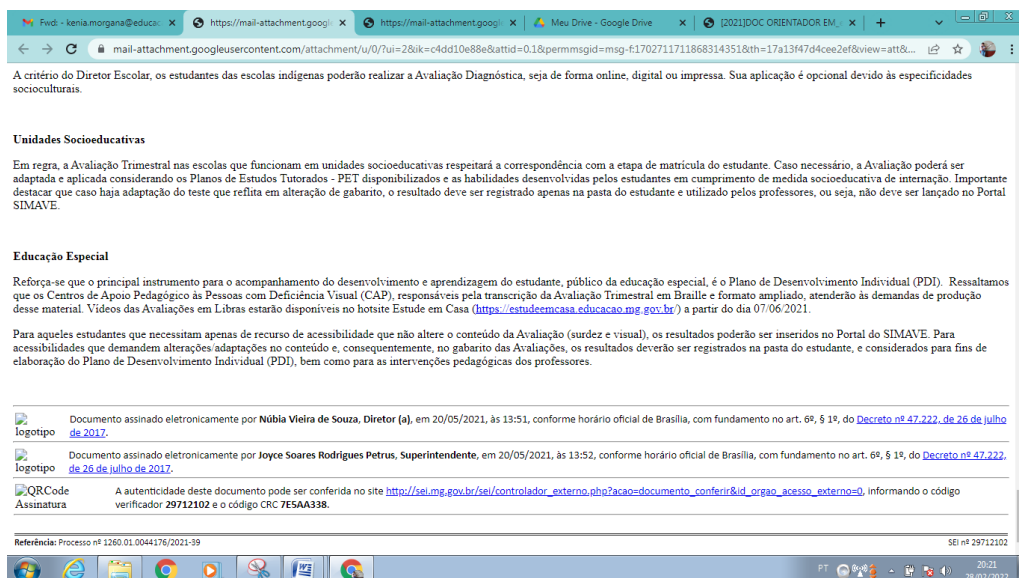 Fwd: - kenia.morgana@educac
https://mail-attachment.googl
https://mail-attachment.googl
Meu Drive - Google Drive
[2021]DOC ORIENTADOR EM_
mail-attachment.googleusercontent.com/attachment/u/0/?ui=2&ik=c4dd10e88e&attid=0.1&permmsgid=msg-f:1702711711868314351&th=17a13f47d4cee2ef&view=att&...
A critério do Diretor Escolar, os estudantes das escolas indígenas poderão realizar a Avaliação Diagnóstica, seja de forma online, digital ou impressa. Sua aplicação é opcional devido às especificidades
socioculturais.
Unidades Socioeducativas
Em regra, a Avaliação Trimestral nas escolas que funcionam em unidades socioeducativas respeitará a correspondência com a etapa de matrícula do estudante. Caso necessário, a Avaliação poderá ser
adaptada e aplicada considerando os Planos de Estudos Tutorados - PET disponibilizados e as habilidades desenvolvidas pelos estudantes em cumprimento de medida socioeducativa de internação. Importante
destacar que caso haja adaptação do teste que reflita em alteração de gabarito, o resultado deve ser registrado apenas na pasta do estudante e utilizado pelos professores, ou seja, não deve ser lançado no Portal
SIMAVE.
Educação Especial
Reforça-se que o principal instrumento para o acompanhamento do desenvolvimento e aprendizagem do estudante, público da educação especial, é o Plano de Desenvolvimento Individual (PDI). Ressaltamos
que os Centros de Apoio Pedagógico às Pessoas com Deficiência Visual (CAP), responsáveis pela transcrição da Avaliação Trimestral em Braille e formato ampliado, atenderão às demandas de produção
desse material. Vídeos das Avaliações em Libras estarão disponíveis no hotsite Estude em Casa (https://estudeemcasa.educacao.mg.gov.br/) a partir do dia 07/06/2021.
Para aqueles estudantes que necessitam apenas de recurso de acessibilidade que não altere o conteúdo da Avaliação (surdez e visual), os resultados poderão ser inseridos no Portal do SIMAVE. Para
acessibilidades que demandem alterações/adaptações no conteúdo e, consequentemente, no gabarito das Avaliações, os resultados deverão ser registrados na pasta do estudante, e considerados para fins de
elaboração do Plano de Desenvolvimento Individual (PDI), bem como para as intervenções pedagógicas dos professores.
logotipo
Documento assinado eletronicamente por Núbia Vieira de Souza, Diretor (a), em 20/05/2021, às 13:51, conforme horário oficial de Brasília, com fundamento no art. 6º, § 1º, do Decreto nº 47.222, de 26 de julho
de 2017.
logotipo
Documento assinado eletronicamente por Joyce Soares Rodrigues Petrus, Superintendente, em 20/05/2021, às 13:52, conforme horário oficial de Brasília, com fundamento no art. 6º, § 1º, do Decreto nº 47.222,
de 26 de julho de 2017.
QRCode
Assinatura
A autenticidade deste documento pode ser conferida no site http://sei.mg.gov.br/sei/controlador_externo.php?acao=documento_conferir&id_orgao_acesso_externo=0, informando o código
verificador 29712102 e o código CRC 7E5AA338.
Referência: Processo nº 1260.01.0044176/2021-39
SEI nº 29712102
PT
20:21
28/02/2022